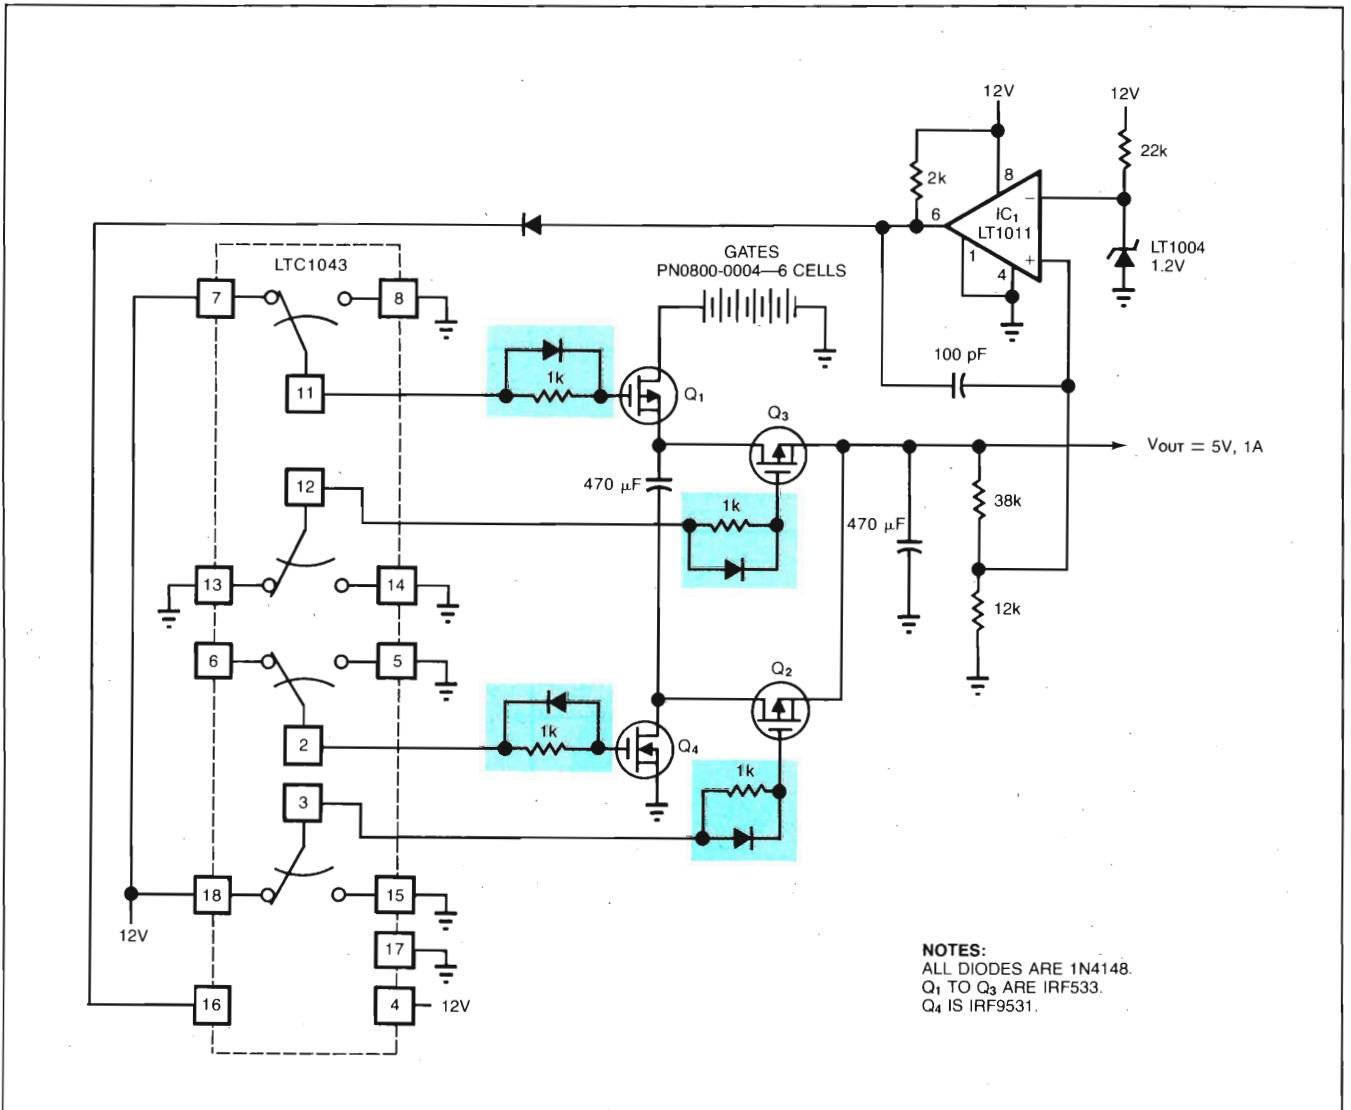 12V
12V
22k
2k
8
6
IC1
LT1011
−
+
1
4
LT1004
1.2V
GATES
PN0800-0004—6 CELLS
LTC1043
7
8
100 pF
1k
11
Q1
Q3
VOUT = 5V, 1A
12
470 µF
1k
38k
470 µF
13
14
12k
6
5
Q2
1k
2
Q4
3
1k
18
15
12V
17
16
4
12V
NOTES:
ALL DIODES ARE 1N4148.
Q1 TO Q3 ARE IRF533.
Q4 IS IRF9531.